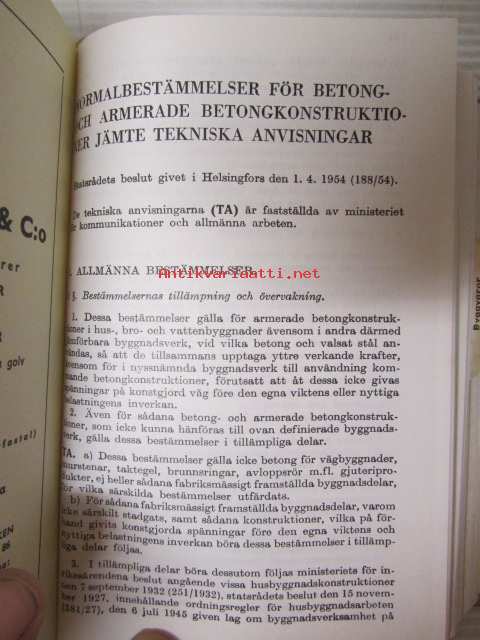 & C:o
NORMALBESTÄMMELSER FÖR BETONG-
OCH ARMERADE BETONGKONSTRUKTIO-
NER JÄMTE TEKNISKA ANVISNINGAR
Statsrådets beslut givet i Helsingfors den 1. 4. 1954 (188/54).
De tekniska anvisningarna (TA) är fastställda av ministeriet
för kommunikationer och allmänna arbeten.
ALLMÄNNA BESTÄMMELSER
Antikvariaatti.net
§. Bestämmelsernas tillämpning och övervakning.
1. Dessa bestämmelser gälla för armerade betongkonstruk-
tioner i hus-, bro- och vattenbyggnader ävensom i andra därmed
jämförbara byggnadsverk, vid vilka betong och valsat stål an-
vändas, så att de tillsammans upptaga yttre verkande krafter,
ävensom för i nyssnämnda byggnadsverk till användning kom-
mande betongkonstruktioner, förutsatt att åt dessa icke givas
spänningar på konstgjord väg före den egna viktens eller nyttiga
belastningens inverkan.
2. Även för sådana betong- och armerade betongkonstruk-
tioner, som icke kunna hänföras till ovan definierade byggnads-
verk, gälla dessa bestämmelser i tillämpliga delar.
TA. a) Dessa bestämmelser gälla icke betong för vägbyggnader,
murstenar, taktegel, brunnsringar, avloppsrör m.fl. gjuteripro-
dukter, ej heller sådana fabriksmässigt framställda byggnadsdelar,
för vilka särskilda bestämmelser utfärdats.
b) För sådana fabriksmässigt framställda byggnadsdelar, varom
icke särskilt stadgats, samt sådana konstruktioner, vilka på för-
hand givits konstgjorda spänningar före den egna viktens och
nyttiga belastningens inverkan böra dessa bestämmelser i tillämp-
liga delar följas.
3. I tillämpliga delar böra dessutom följas ministeriets för in-
rikesärendena beslut angående vissa husbyggnadskonstruktioner
den 7 september 1932 (251/1932), statsrådets beslut den 15 novem-
ber 1927, innehållande ordningsregler för husbyggnadsarbeten
(281/27), den 6 juli 1945 given lag om byggnadsverksamhet på
golv
KEN
86